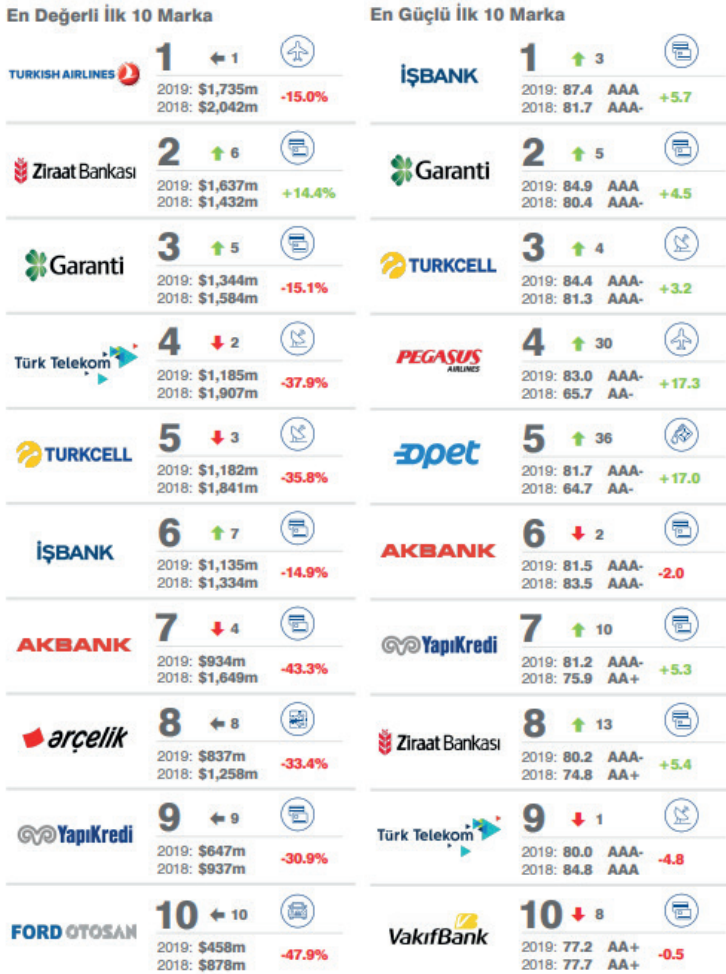 En Değerli İlk 10 Marka
TURKISH AIRLINES
1 1
2019: $1,735m
2018: $2,042m
-15.0%
Ziraat Bankası
2 6
2019: $1,637m
2018: $1,432m
+14.4%
Garanti
3 5
2019: $1,344m
2018: $1,584m
-15.1%
Türk Telekom
4 2
2019: $1,185m
2018: $1,907m
-37.9%
TURKCELL
5 3
2019: $1,182m
2018: $1,841m
-35.8%
İŞBANK
6 7
2019: $1,135m
2018: $1,334m
-14.9%
AKBANK
7 4
2019: $934m
2018: $1,649m
-43.3%
arçelik
8 8
2019: $837m
2018: $1,258m
-33.4%
YapıKredi
9 9
2019: $647m
2018: $937m
-30.9%
FORD OTOSAN
10 10
2019: $458m
2018: $878m
-47.9%
En Güçlü İlk 10 Marka
İŞBANK
1 3
2019: 87.4 AAA
2018: 81.7 AAA-
+5.7
Garanti
2 5
2019: 84.9 AAA
2018: 80.4 AAA-
+4.5
TURKCELL
3 4
2019: 84.4 AAA-
2018: 81.3 AAA-
+3.2
PEGASUS
AIRLINES
4 30
2019: 83.0 AAA-
2018: 65.7 AA-
+17.3
opet
5 36
2019: 81.7 AAA-
2018: 64.7 AA-
+17.0
AKBANK
6 2
2019: 81.5 AAA-
2018: 83.5 AAA-
-2.0
YapıKredi
7 10
2019: 81.2 AAA-
2018: 75.9 AA+
+5.3
Ziraat Bankası
8 13
2019: 80.2 AAA-
2018: 74.8 AA+
+5.4
Türk Telekom
9 1
2019: 80.0 AAA-
2018: 84.8 AAA
-4.8
VakıfBank
10 8
2019: 77.2 AA+
2018: 77.7 AA+
-0.5